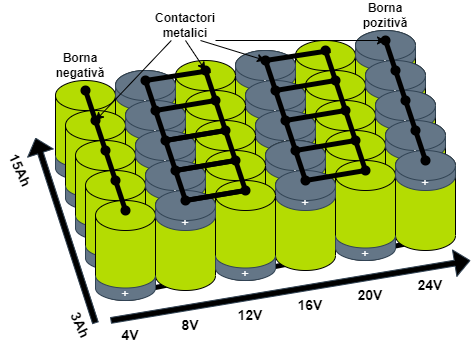 Contactori
metalici
Borna
pozitivă
Borna
negativă
15Ah
3Ah
+
+
+
+
+
+
4V
8V
12V
16V
20V
24V